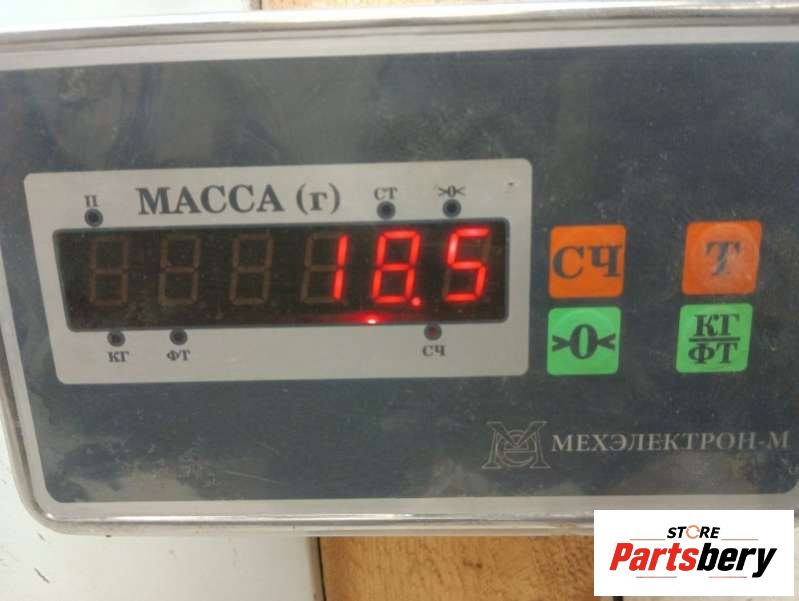 П МАССА (г) СТ >0<
18.5
КГ ФТ СЧ
СЧ Т
>0< КГ/ФТ
МЕХЭЛЕКТРОН-М
STORE
Partsbery